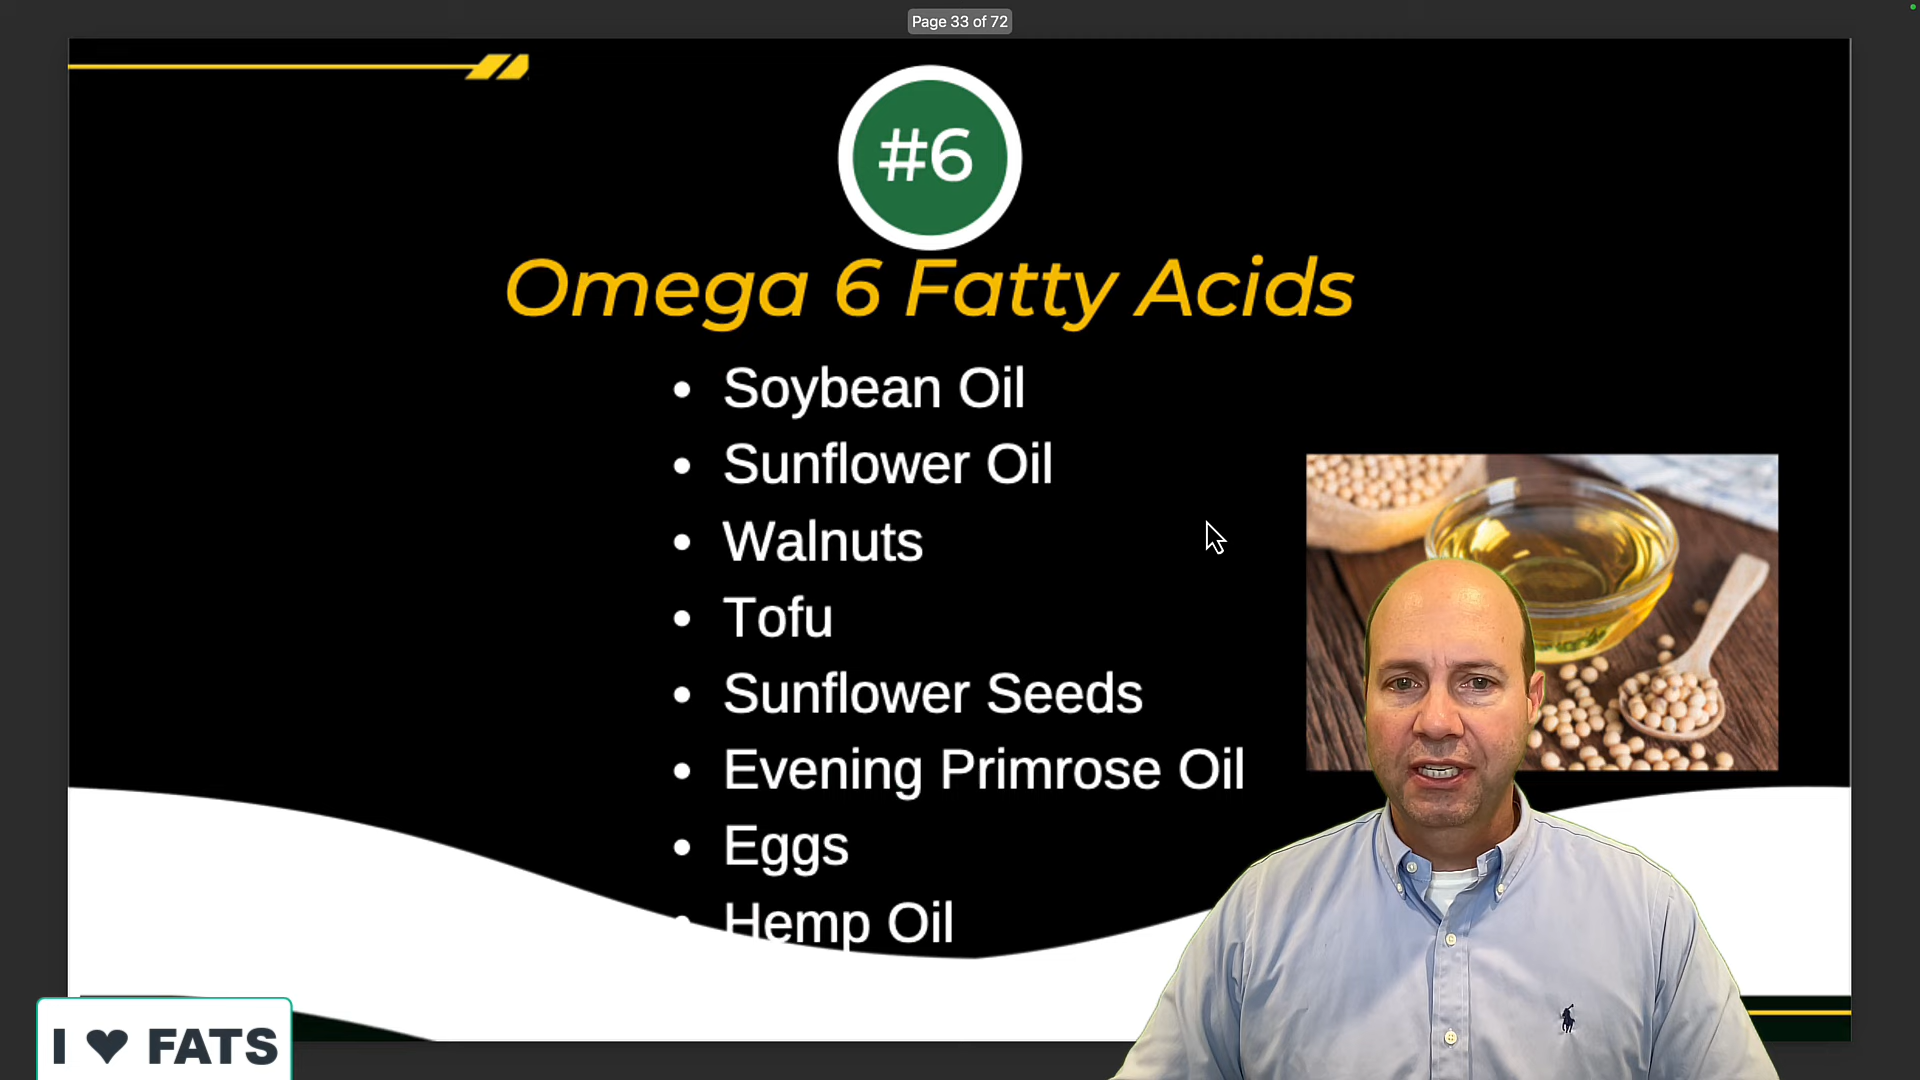 Page 33 of 72
#6
Omega 6 Fatty Acids
• Soybean Oil
• Sunflower Oil
• Walnuts
• Tofu
• Sunflower Seeds
• Evening Primrose Oil
• Eggs
• Hemp Oil
I ♥ FATS